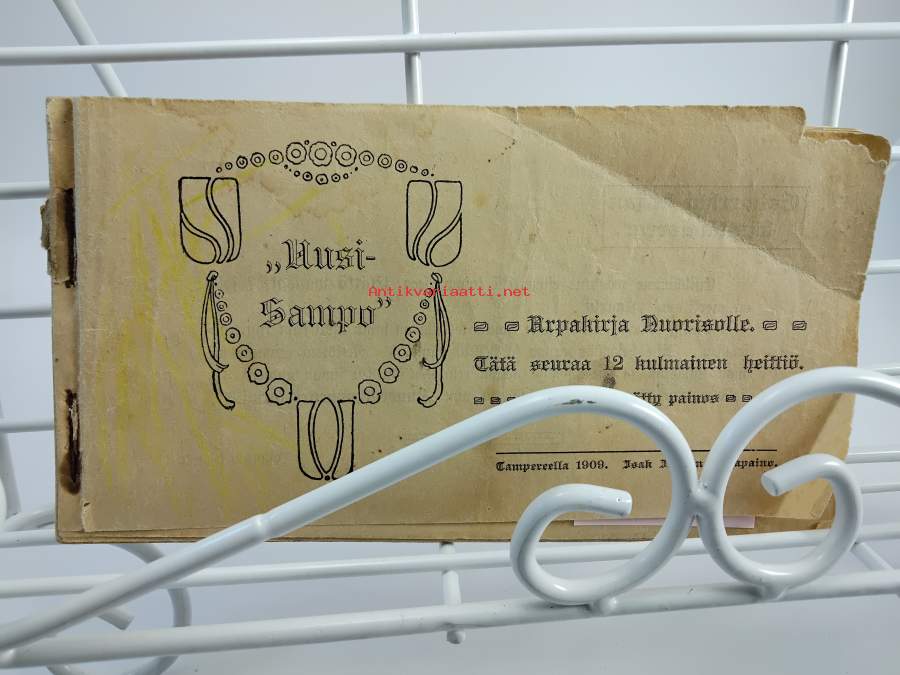 „Uusi-
Sampo”
Arpakirja Nuorisolle.
Tätä seuraa 12 kulmainen heittiö.
painos
Tampereella 1909. Isak
Antikvariaatti.net